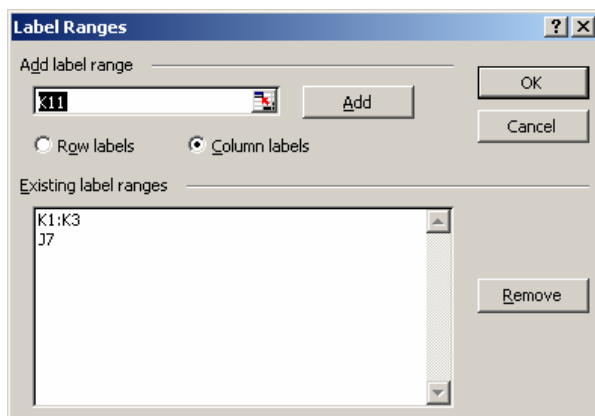 Label Ranges
Add label range
K11
Add
OK
Cancel
Row labels
Column labels
Existing label ranges
K1:K3
J7
Remove